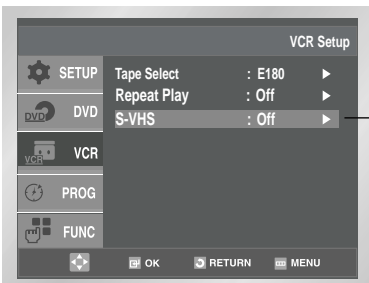 VCR Setup
SETUP
Tape Select : E180
Repeat Play : Off
DVD DVD
S-VHS : Off
VCR VCR
PROG
FUNC
OK RETURN MENU